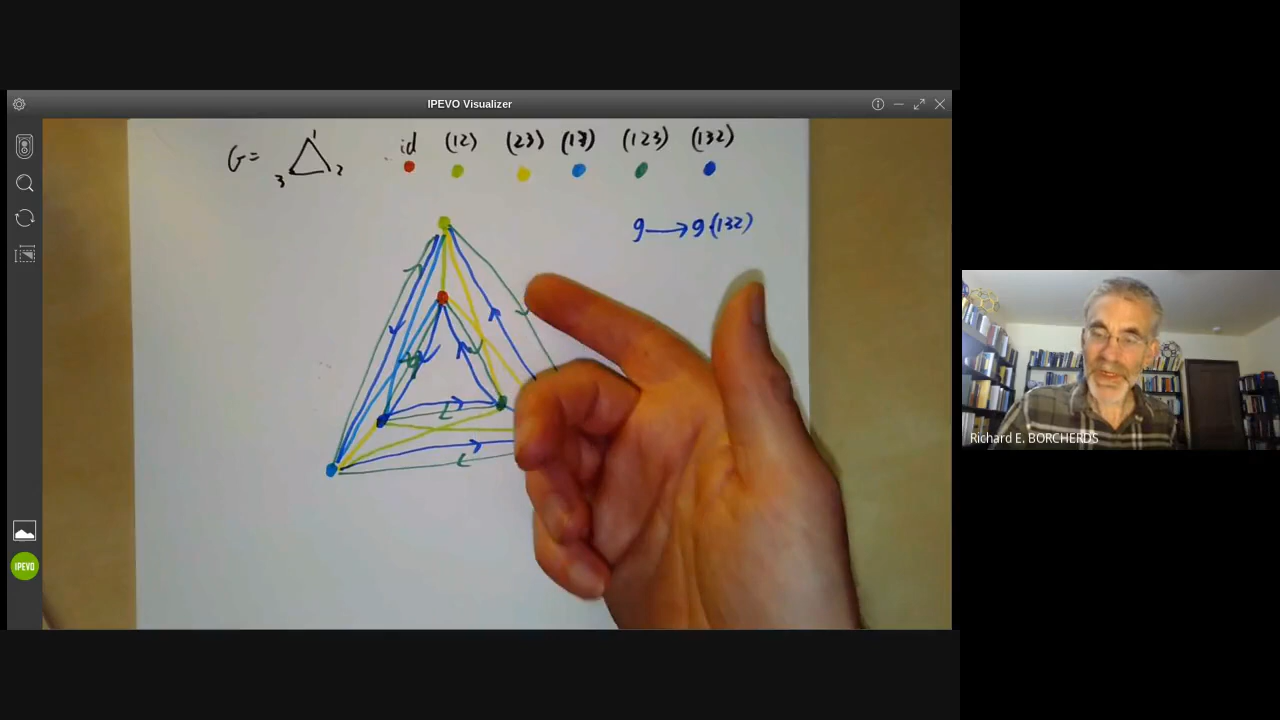 IPEVO Visualizer
G= 1 2 3 id (12) (23) (13) (123) (132)
g → g(132)
IPEVO
Richard E. BORCHERDS